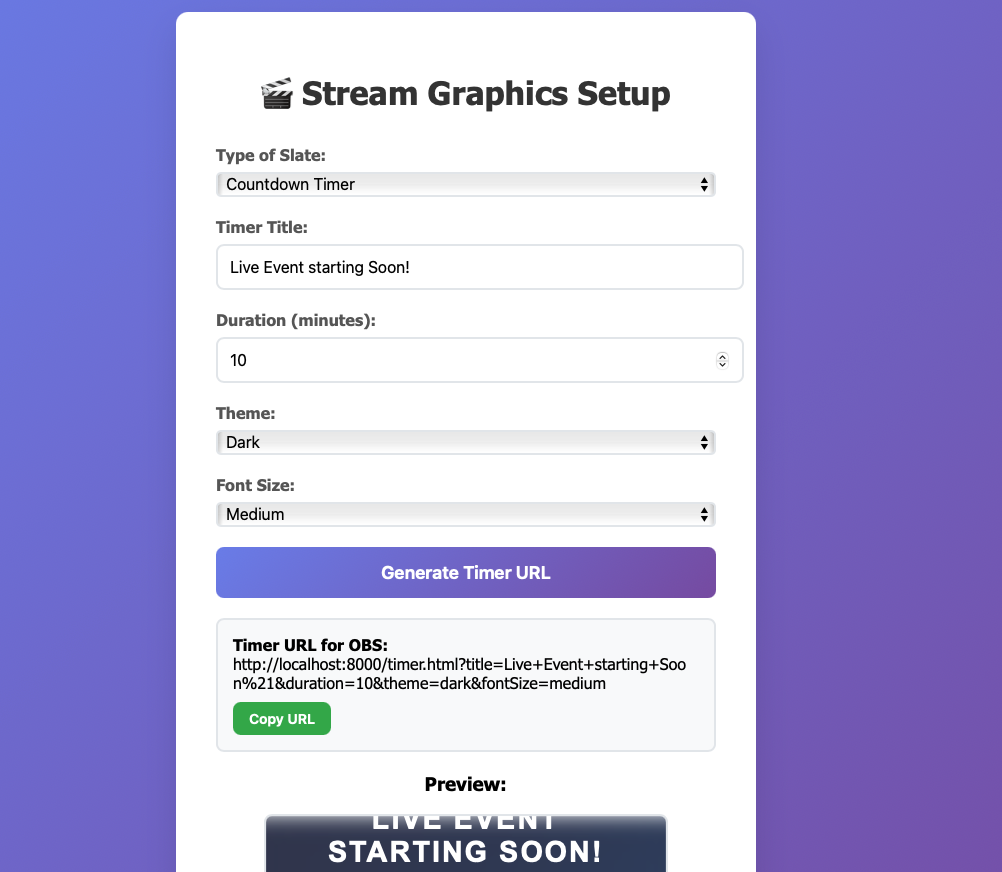 🎬 Stream Graphics Setup
Type of Slate:
Countdown Timer
Timer Title:
Live Event starting Soon!
Duration (minutes):
10
Theme:
Dark
Font Size:
Medium
Generate Timer URL
Timer URL for OBS:
http://localhost:8000/timer.html?title=Live+Event+starting+Soo
n%21&duration=10&theme=dark&fontSize=medium
Copy URL
Preview:
LIVE EVENT
STARTING SOON!